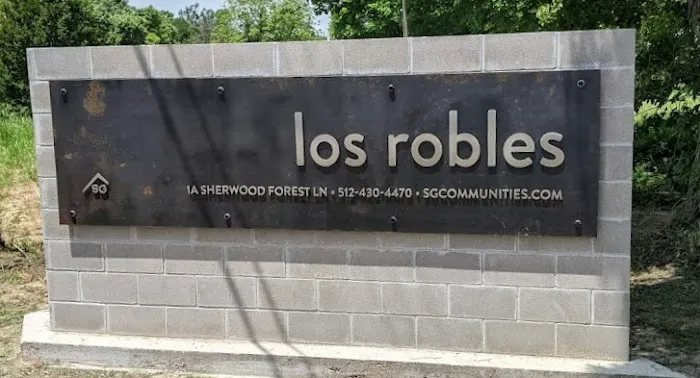 los robles
SG
1A SHERWOOD FOREST LN • 512-430-4470 • SGCOMMUNITIES.COM